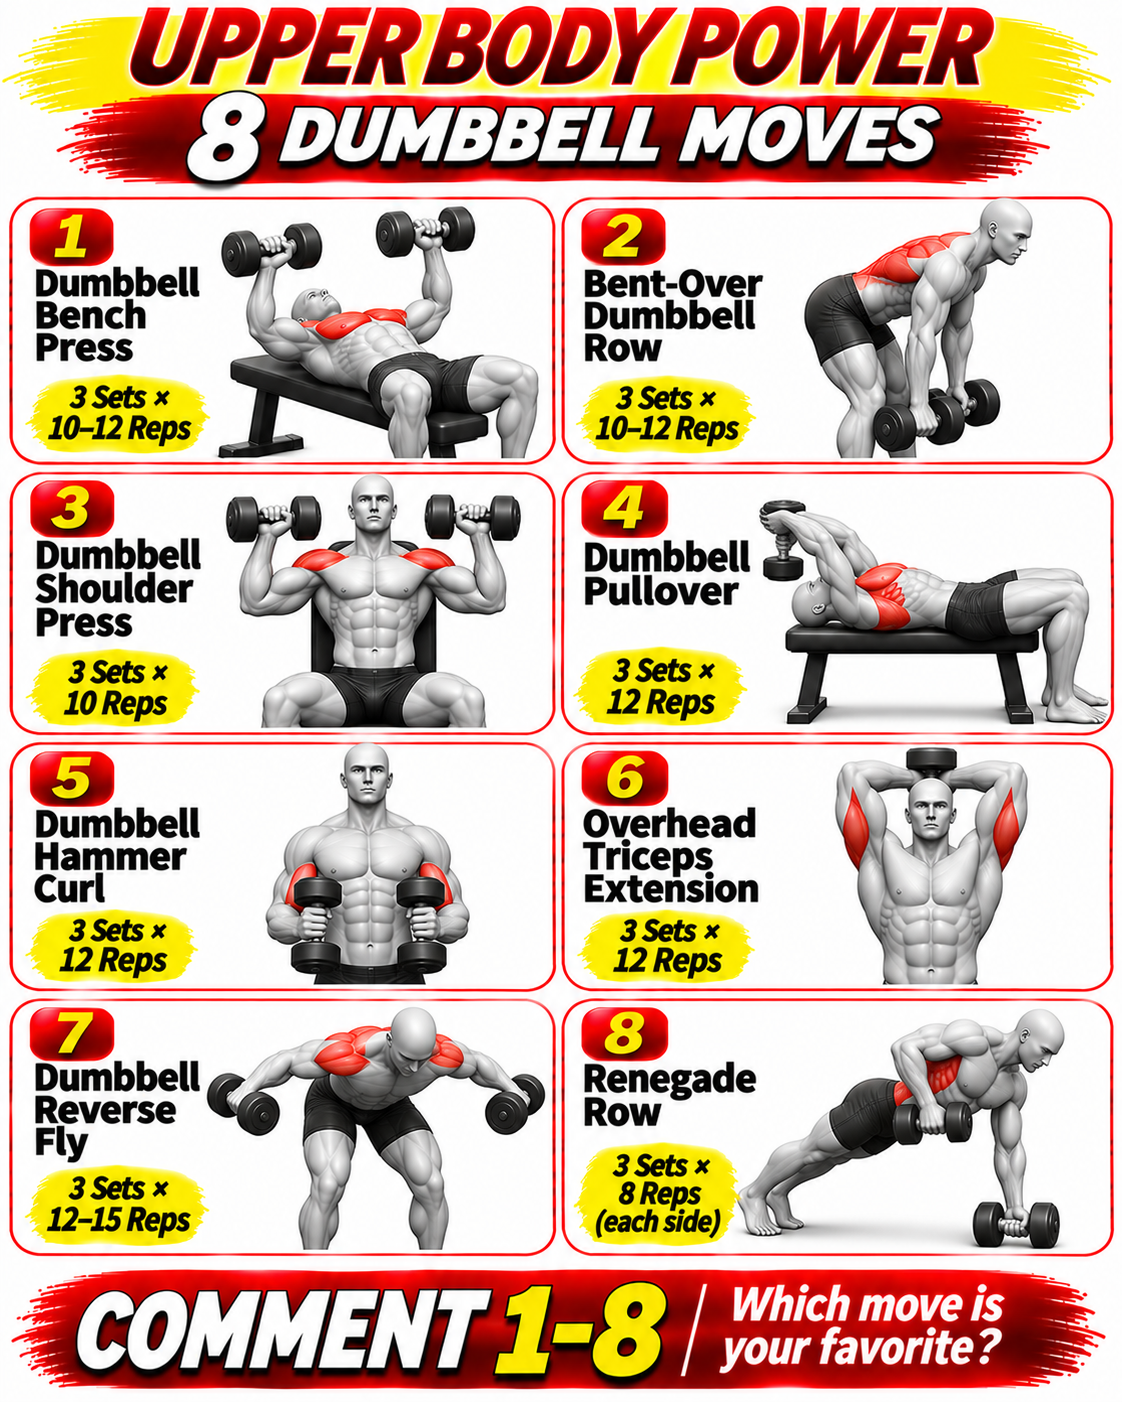 UPPER BODY POWER
8 DUMBBELL MOVES
1
Dumbbell
Bench
Press
3 Sets ×
10–12 Reps
2
Bent-Over
Dumbbell
Row
3 Sets ×
10–12 Reps
3
Dumbbell
Shoulder
Press
3 Sets ×
10 Reps
4
Dumbbell
Pullover
3 Sets ×
12 Reps
5
Dumbbell
Hammer
Curl
3 Sets ×
12 Reps
6
Overhead
Triceps
Extension
3 Sets ×
12 Reps
7
Dumbbell
Reverse
Fly
3 Sets ×
12–15 Reps
8
Renegade
Row
3 Sets ×
8 Reps
(each side)
COMMENT 1-8
Which move is
your favorite?